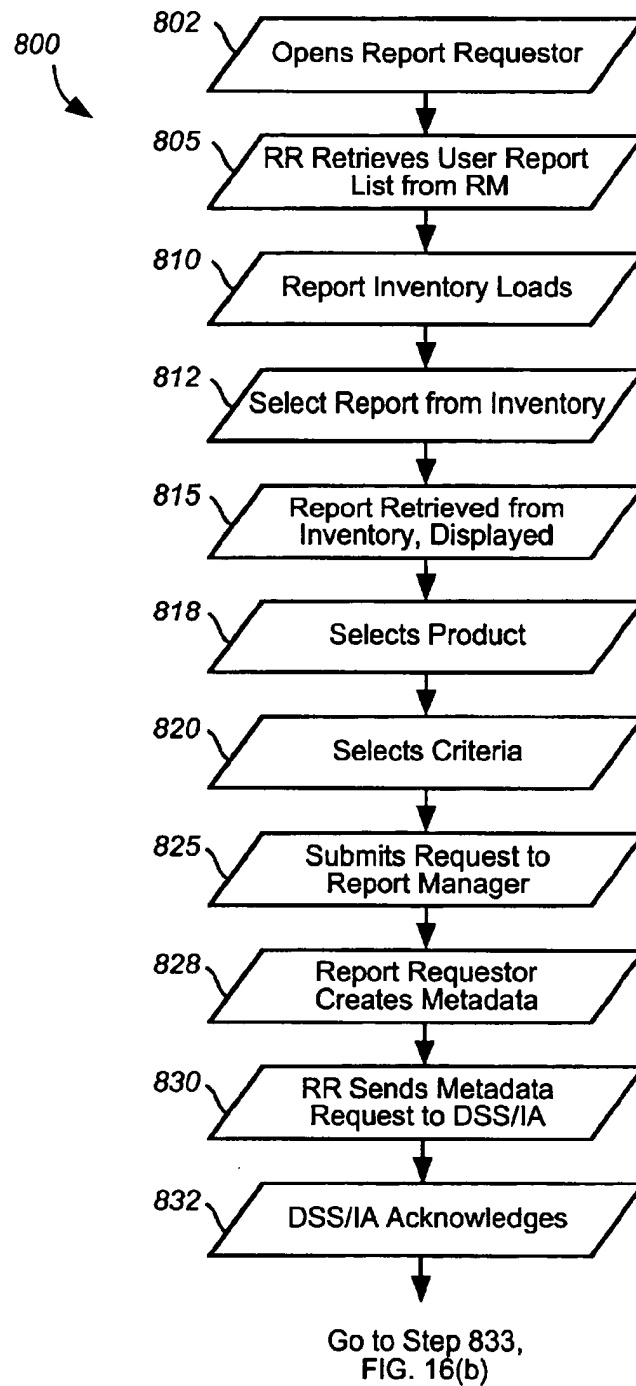 800
802
Opens Report Requestor
805
RR Retrieves User Report
List from RM
810
Report Inventory Loads
812
Select Report from Inventory
815
Report Retrieved from
Inventory, Displayed
818
Selects Product
820
Selects Criteria
825
Submits Request to
Report Manager
828
Report Requestor
Creates Metadata
830
RR Sends Metadata
Request to DSS/IA
832
DSS/IA Acknowledges
Go to Step 833,
FIG. 16(b)